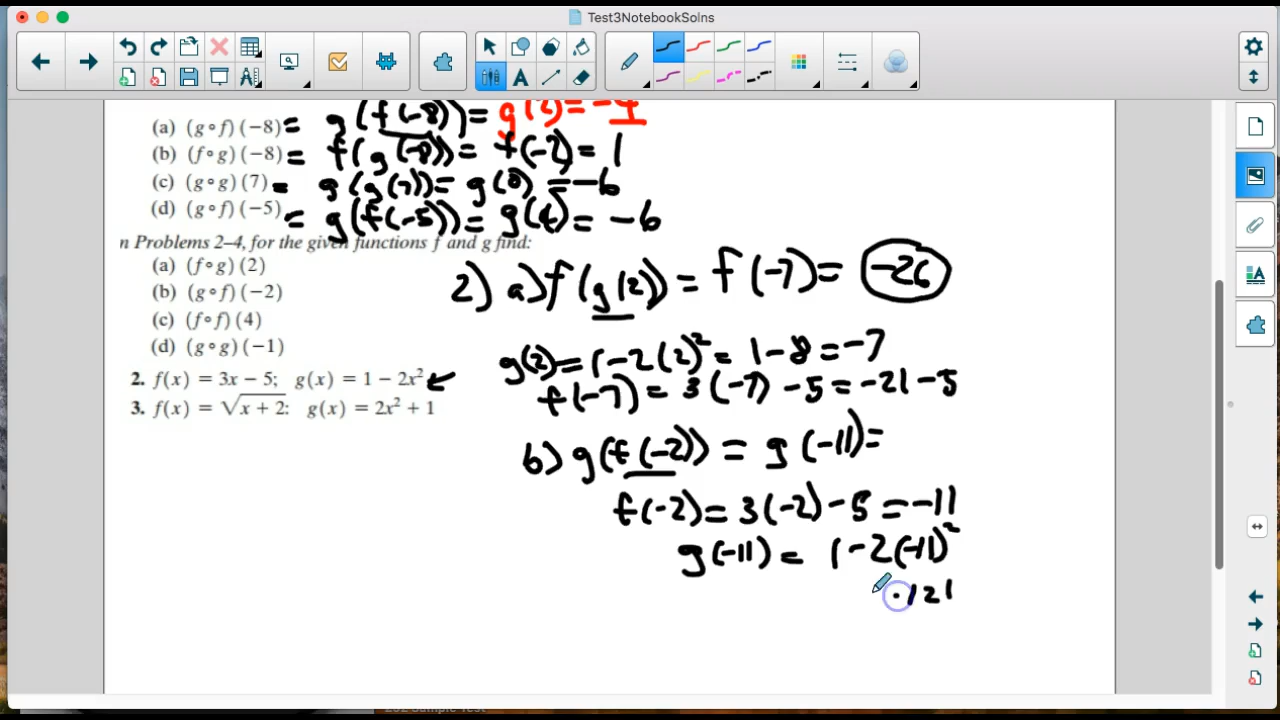 Test3NotebookSolns
(a) (g∘f)(−8) = g(f(−8)) = g(2) = −4
(b) (f∘g)(−8) = f(g(−8)) = f(−2) = 1
(c) (g∘g)(7) = g(g(7)) = g(0) = −6
(d) (g∘f)(−5) = g(f(−5)) = g(4) = −6
n Problems 2–4, for the given functions f and g find:
(a) (f∘g)(2)
(b) (g∘f)(−2)
(c) (f∘f)(4)
(d) (g∘g)(−1)
2. f(x) = 3x − 5; g(x) = 1 − 2x²
3. f(x) = √x + 2: g(x) = 2x² + 1
2) a) f(g(2)) = f(−7) = −26
g(2) = 1−2(2)² = 1−8 = −7
f(−7) = 3(−7) −5 = −21 −5
b) g(f(−2)) = g(−11) =
f(−2) = 3(−2) −5 = −11
g(−11) = 1−2(−11)²
·121